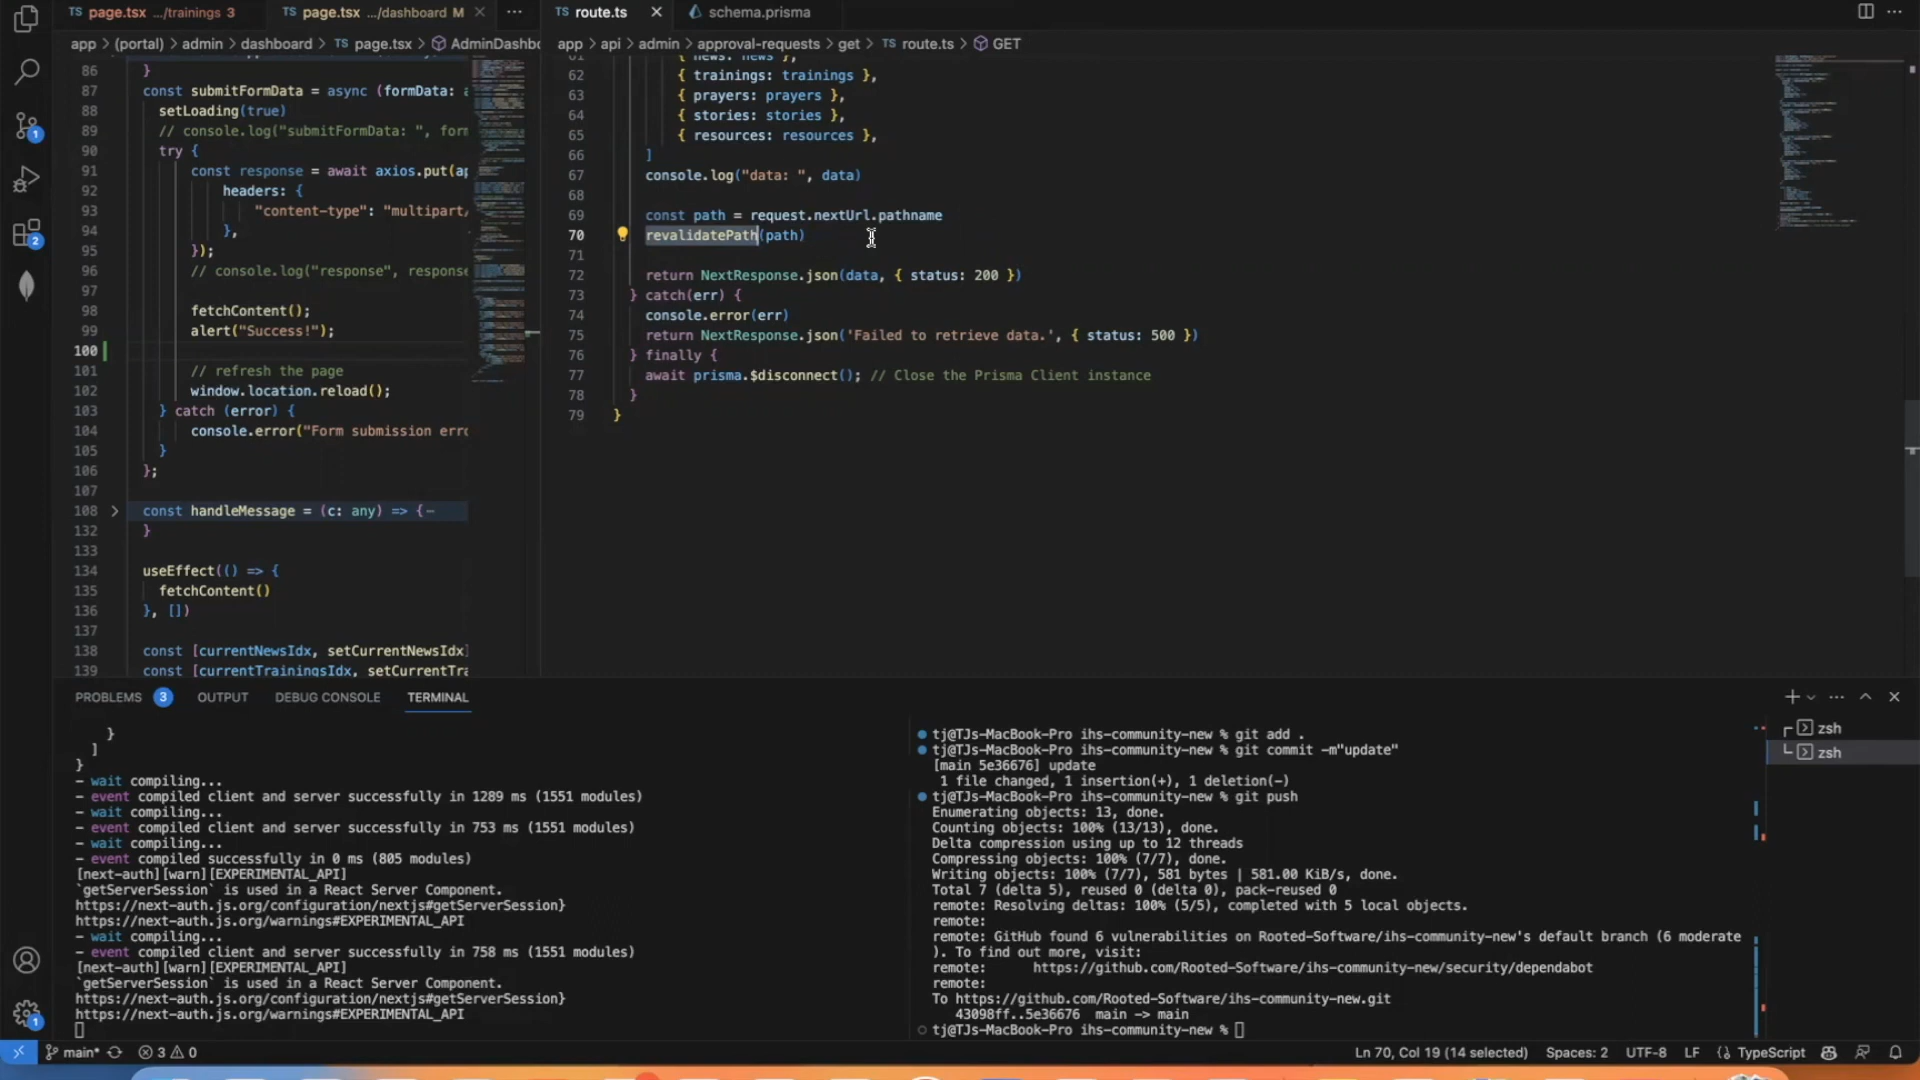 page.tsx .../trainings 3
page.tsx .../dashboard M
route.ts
schema.prisma
app > (portal) > admin > dashboard > TS page.tsx > AdminDashbo
app > api > admin > approval-requests > get > TS route.ts > GET
86 }
87 const submitFormData = async (formData: a
88 setLoading(true)
89 // console.log("submitFormData: ", form
90 try {
91 const response = await axios.put(ap
92 headers: {
93 "content-type": "multipart/
94 },
95 });
96 // console.log("response", response
97
98 fetchContent();
99 alert("Success!");
100
101 // refresh the page
102 window.location.reload();
103 } catch (error) {
104 console.error("Form submission erro
105 }
106 };
107
108 const handleMessage = (c: any) => {⋯
132 }
133
134 useEffect(() => {
135 fetchContent()
136 }, [])
137
138 const [currentNewsIdx, setCurrentNewsIdx]
139 const [currentTrainingsIdx, setCurrentTra
61 { news: news },
62 { trainings: trainings },
63 { prayers: prayers },
64 { stories: stories },
65 { resources: resources },
66 ]
67 console.log("data: ", data)
68
69 const path = request.nextUrl.pathname
70 revalidatePath(path)
71
72 return NextResponse.json(data, { status: 200 })
73 } catch(err) {
74 console.error(err)
75 return NextResponse.json('Failed to retrieve data.', { status: 500 })
76 } finally {
77 await prisma.$disconnect(); // Close the Prisma Client instance
78 }
79 }
PROBLEMS 3 OUTPUT DEBUG CONSOLE TERMINAL
}
]
}
- wait compiling...
- event compiled client and server successfully in 1289 ms (1551 modules)
- wait compiling...
- event compiled client and server successfully in 753 ms (1551 modules)
- wait compiling...
- event compiled successfully in 0 ms (805 modules)
[next-auth][warn][EXPERIMENTAL_API]
`getServerSession` is used in a React Server Component.
https://next-auth.js.org/configuration/nextjs#getServerSession}
https://next-auth.js.org/warnings#EXPERIMENTAL_API
- wait compiling...
- event compiled client and server successfully in 758 ms (1551 modules)
[next-auth][warn][EXPERIMENTAL_API]
`getServerSession` is used in a React Server Component.
https://next-auth.js.org/configuration/nextjs#getServerSession}
https://next-auth.js.org/warnings#EXPERIMENTAL_API
tj@TJs-MacBook-Pro ihs-community-new % git add .
tj@TJs-MacBook-Pro ihs-community-new % git commit -m"update"
[main 5e36676] update
1 file changed, 1 insertion(+), 1 deletion(-)
tj@TJs-MacBook-Pro ihs-community-new % git push
Enumerating objects: 13, done.
Counting objects: 100% (13/13), done.
Delta compression using up to 12 threads
Compressing objects: 100% (7/7), done.
Writing objects: 100% (7/7), 581 bytes | 581.00 KiB/s, done.
Total 7 (delta 5), reused 0 (delta 0), pack-reused 0
remote: Resolving deltas: 100% (5/5), completed with 5 local objects.
remote:
remote: GitHub found 6 vulnerabilities on Rooted-Software/ihs-community-new's default branch (6 moderate
). To find out more, visit:
remote: https://github.com/Rooted-Software/ihs-community-new/security/dependabot
remote:
To https://github.com/Rooted-Software/ihs-community-new.git
43098ff..5e36676 main -> main
tj@TJs-MacBook-Pro ihs-community-new %
zsh
zsh
1
2
1
main* 3 0
Ln 70, Col 19 (14 selected) Spaces: 2 UTF-8 LF {} TypeScript